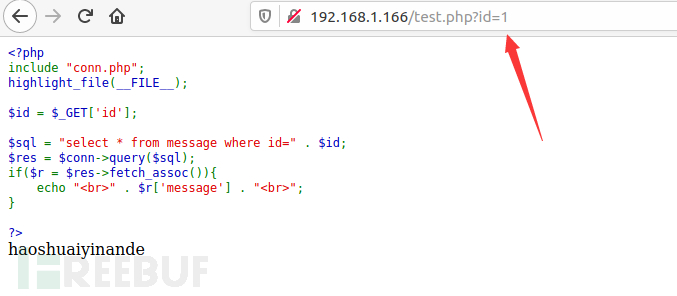 192.168.1.166/test.php?id=1
<?php
include "conn.php";
highlight_file(__FILE__);
$id = $_GET['id'];
$sql = "select * from message where id=" . $id;
$res = $conn->query($sql);
if($r = $res->fetch_assoc()){
    echo "<br>" . $r['message'] . "<br>";
}
?>
haoshuaiyinande
FREEBUF